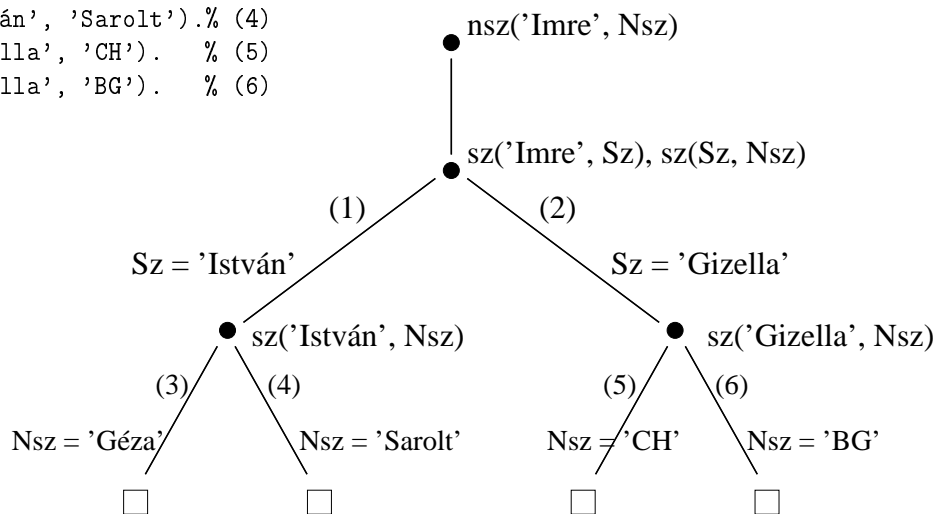 án', 'Sarolt').% (4)
lla', 'CH').   % (5)
lla', 'BG').   % (6)
nsz(’Imre’, Nsz)
sz(’Imre’, Sz), sz(Sz, Nsz)
(1)
(2)
Sz = ’István’
Sz = ’Gizella’
sz(’István’, Nsz)
sz(’Gizella’, Nsz)
(3)
(4)
(5)
(6)
Nsz = ’Géza’
Nsz = ’Sarolt’
Nsz = ’CH’
Nsz = ’BG’